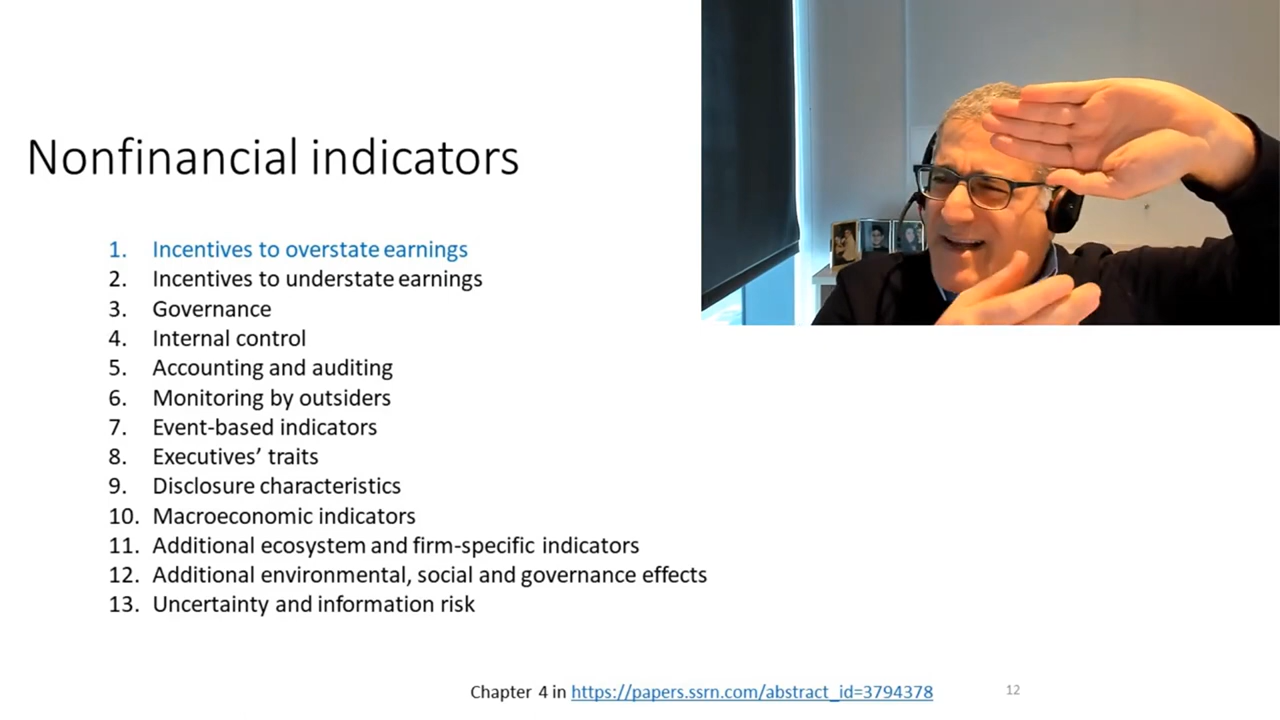 Nonfinancial indicators
1. Incentives to overstate earnings
2. Incentives to understate earnings
3. Governance
4. Internal control
5. Accounting and auditing
6. Monitoring by outsiders
7. Event-based indicators
8. Executives’ traits
9. Disclosure characteristics
10. Macroeconomic indicators
11. Additional ecosystem and firm-specific indicators
12. Additional environmental, social and governance effects
13. Uncertainty and information risk
Chapter 4 in https://papers.ssrn.com/abstract_id=3794378
12